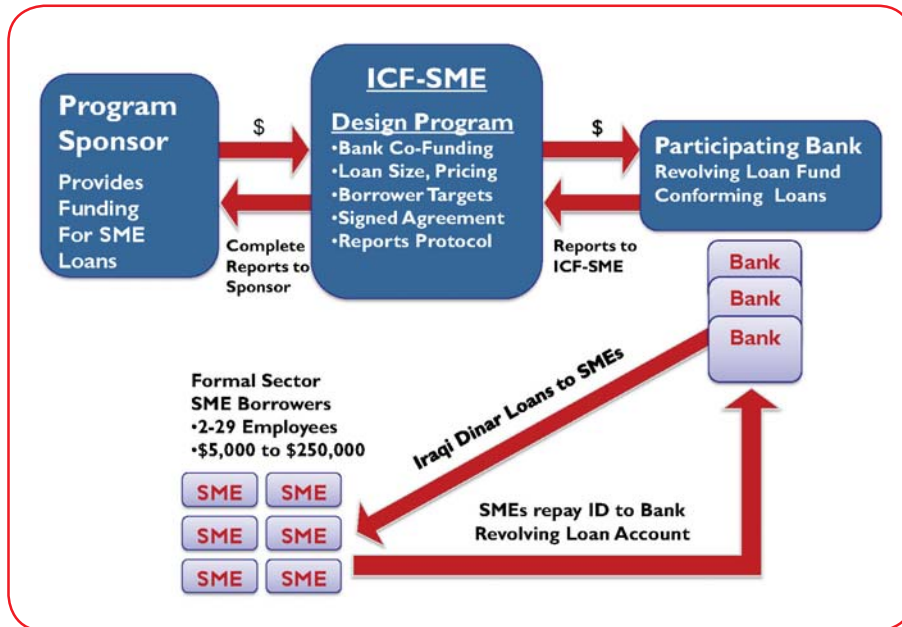 Program
Sponsor
Provides
Funding
For SME
Loans
$
Complete
Reports to
Sponsor
ICF-SME
Design Program
•Bank Co-Funding
•Loan Size, Pricing
•Borrower Targets
•Signed Agreement
•Reports Protocol
$
Reports to
ICF-SME
Participating Bank
Revolving Loan Fund
Conforming Loans
Bank
Bank
Bank
Iraqi Dinar Loans to SMEs
Formal Sector
SME Borrowers
•2-29 Employees
•$5,000 to $250,000
SME SME
SME SME
SME SME
SMEs repay ID to Bank
Revolving Loan Account